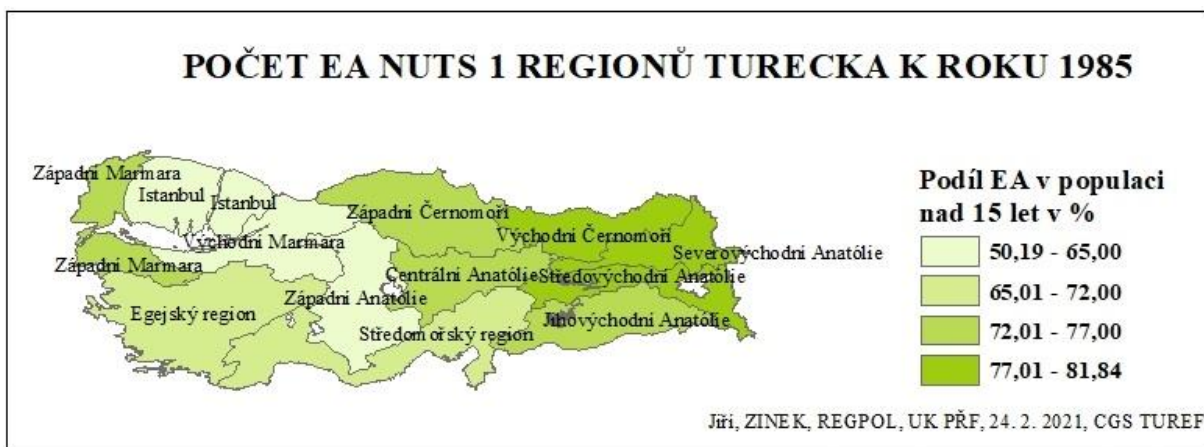 POČET EA NUTS 1 REGIONŮ TURECKA K ROKU 1985
Západní Marmara
Istanbul
Istanbul
Západní Černomoří
Východní Marmara
Východní Černomoří
Severovýchodní Anatólie
Západní Marmara
Centrální Anatólie
Středovýchodní Anatólie
Západní Anatólie
Egejský region
Jihovýchodní Anatólie
Středomořský region
Podíl EA v populaci
nad 15 let v %
50,19 - 65,00
65,01 - 72,00
72,01 - 77,00
77,01 - 81,84
Jiří, ZINEK, REGPOL, UK PŘF, 24. 2. 2021, CGS TUREF